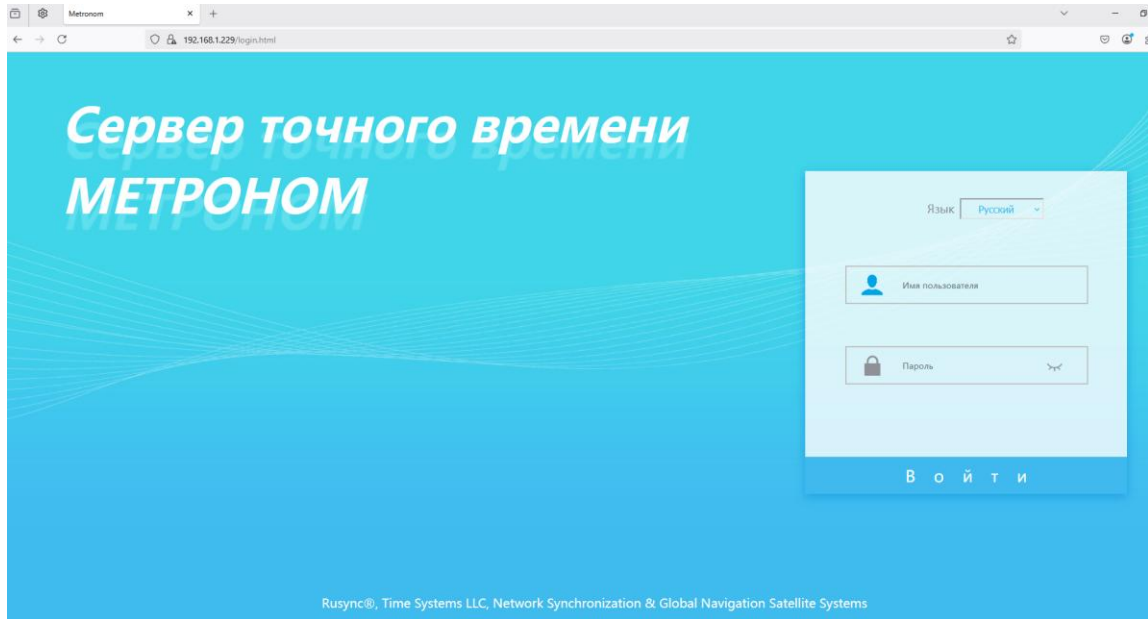 Metronom
192.168.1.229/login.html
Сервер точного времени
МЕТРОНОМ
Язык Русский
Имя пользователя
Пароль
Войти
Rusync®, Time Systems LLC, Network Synchronization & Global Navigation Satellite Systems